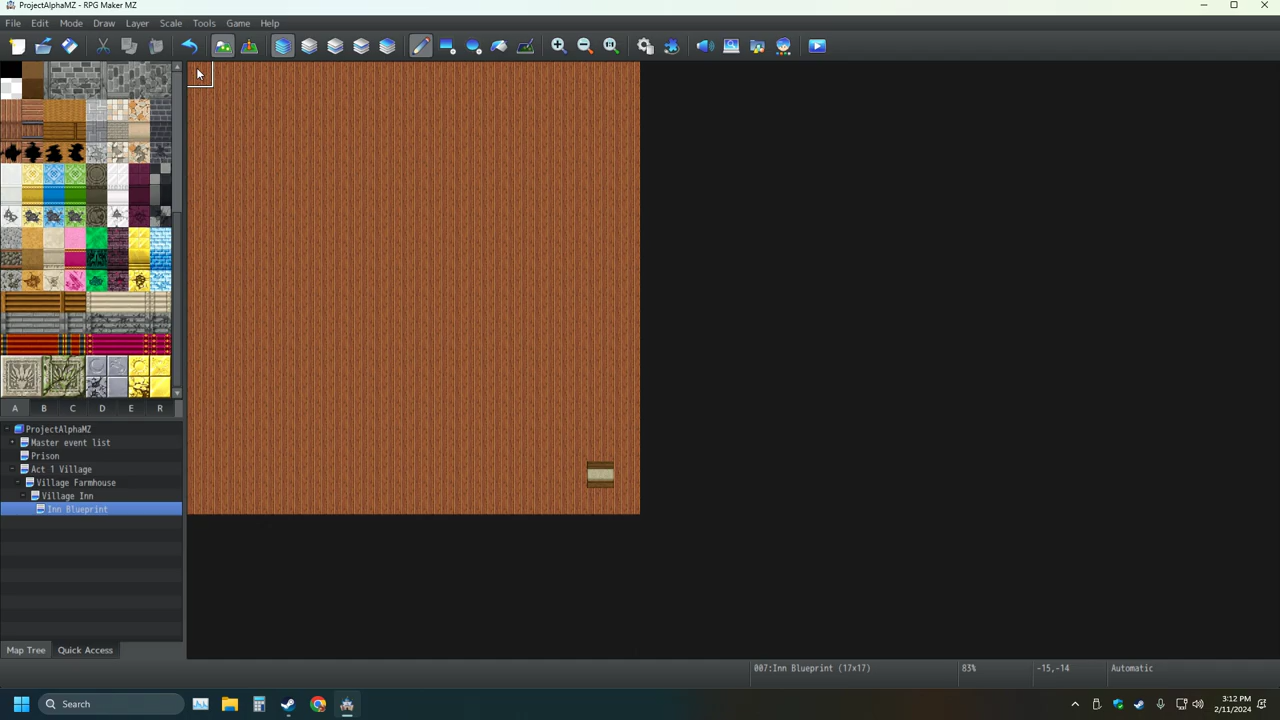 ProjectAlphaMZ - RPG Maker MZ
File Edit Mode Draw Layer Scale Tools Game Help
A B C D E R
ProjectAlphaMZ
Master event list
Prison
Act 1 Village
Village Farmhouse
Village Inn
Inn Blueprint
Map Tree Quick Access
007:Inn Blueprint (17×17) 83% -15,-14 Automatic
Search
3:12 PM
2/11/2024